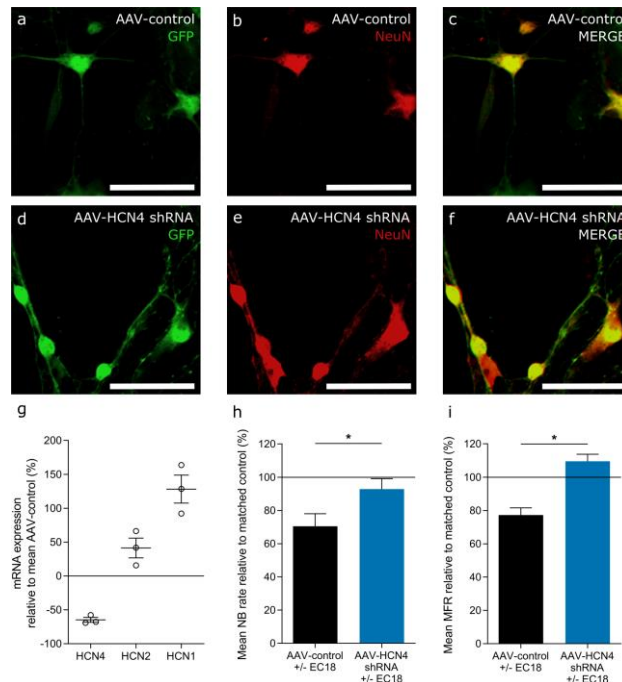 a AAV-control
GFP
b AAV-control
NeuN
c AAV-control
MERGE
d AAV-HCN4 shRNA
GFP
e AAV-HCN4 shRNA
NeuN
f AAV-HCN4 shRNA
MERGE
g
mRNA expression
relative to mean AAV-control (%)
200
150
100
50
0
-50
-100
HCN4 HCN2 HCN1
h
Mean NB rate relative to matched control (%)
120
100
80
60
40
20
0
*
AAV-control
+/- EC18
AAV-HCN4
shRNA
+/- EC18
i
Mean MFR relative to matched control (%)
120
100
80
60
40
20
0
*
AAV-control
+/- EC18
AAV-HCN4
shRNA
+/- EC18